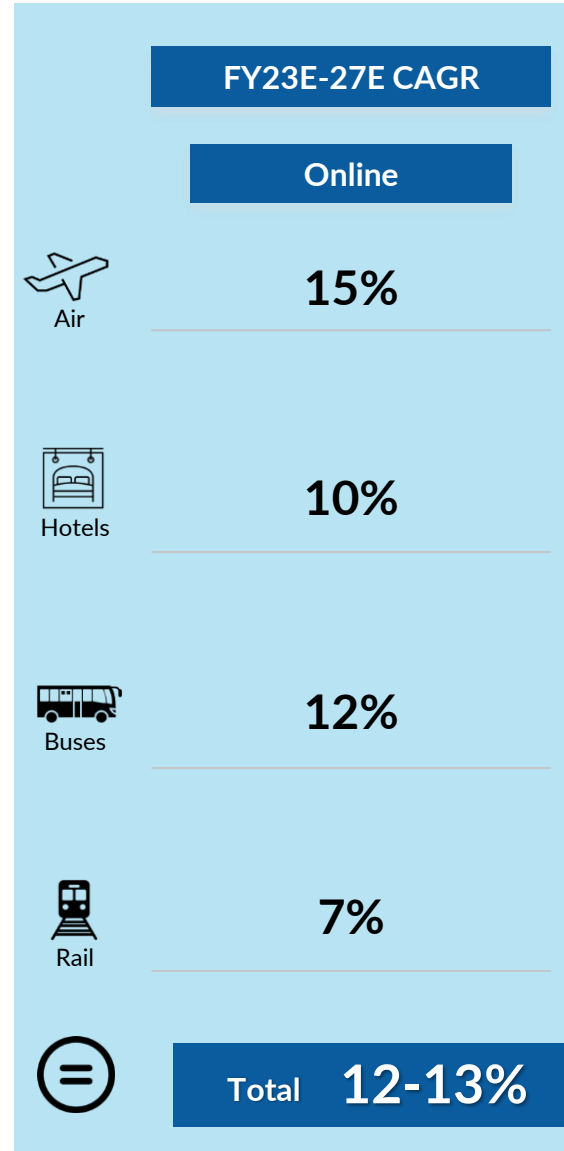 FY23E-27E CAGR
Online
15%
Air
10%
Hotels
12%
Buses
7%
Rail
Total 12-13%